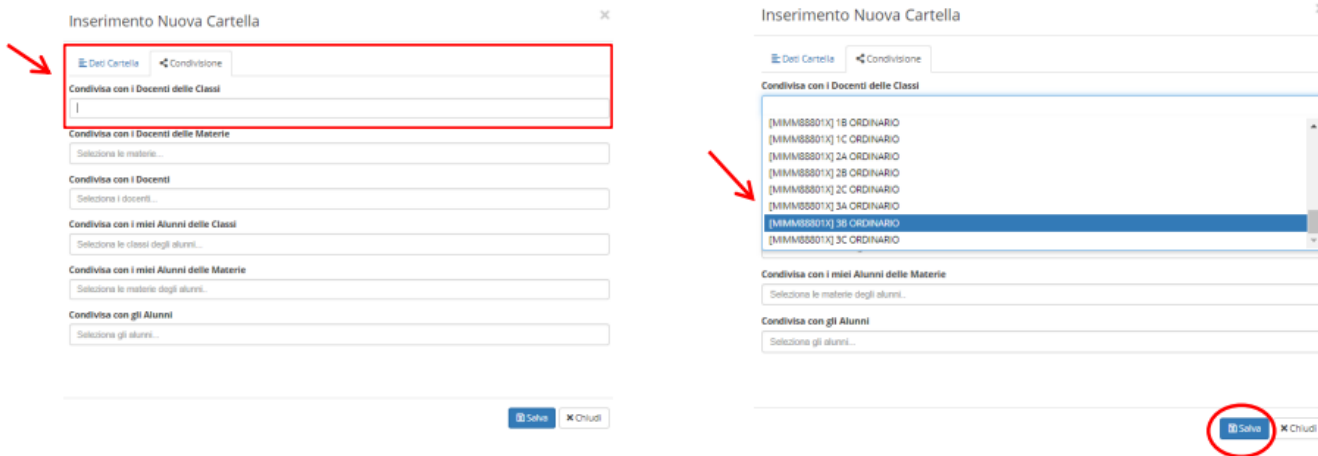 Inserimento Nuova Cartella
Dati Cartella Condivisione
Condivisa con i Docenti delle Classi
Condivisa con i Docenti delle Materie
Seleziona le materie...
Condivisa con i Docenti
Seleziona i docenti...
Condivisa con i miei Alunni delle Classi
Seleziona le classi degli alunni...
Condivisa con i miei Alunni delle Materie
Seleziona le materie degli alunni..
Condivisa con gli Alunni
Seleziona gli alunni...
Salva Chiudi
Inserimento Nuova Cartella
Dati Cartella Condivisione
Condivisa con i Docenti delle Classi
[MIMM88801X] 1B ORDINARIO
[MIMM88801X] 1C ORDINARIO
[MIMM88801X] 2A ORDINARIO
[MIMM88801X] 2B ORDINARIO
[MIMM88801X] 2C ORDINARIO
[MIMM88801X] 3A ORDINARIO
[MIMM88801X] 3B ORDINARIO
[MIMM88801X] 3C ORDINARIO
Condivisa con i miei Alunni delle Materie
Seleziona le materie degli alunni..
Condivisa con gli Alunni
Seleziona gli alunni...
Salva Chiudi